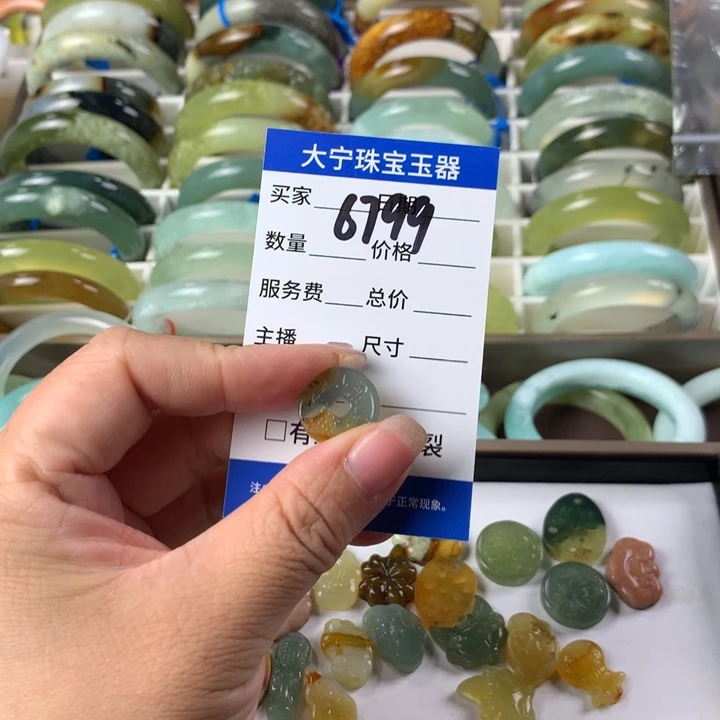 大宁珠宝玉器
买家
6799
数量 价格
服务费 总价
主播 尺寸
□有 裂
注 正常现象。